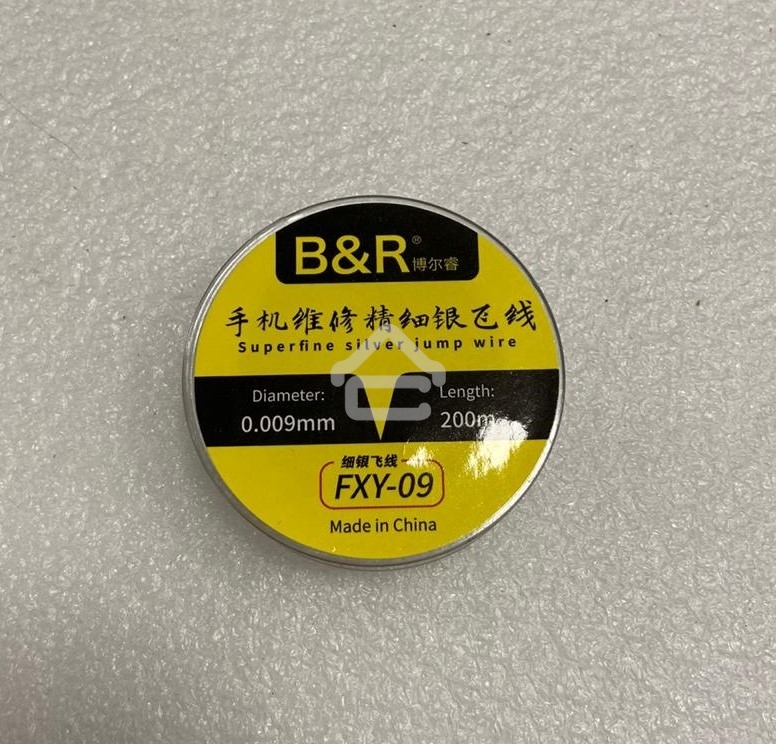 B&R® 博尔睿
手机维修精细银飞线
Superfine silver jump wire
Diameter:
0.009mm
Length:
200m
细银飞线
FXY-09
Made in China